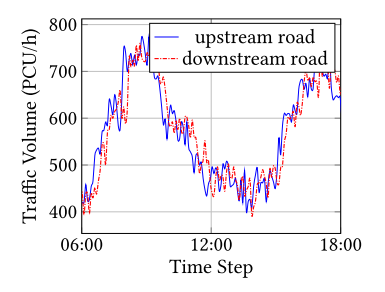 800
700
600
500
400
06:00 12:00 18:00
Time Step
Traffic Volume (PCU/h)
upstream road
downstream road